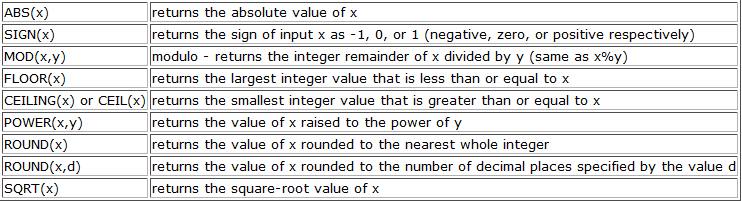 ABS(x) returns the absolute value of x
SIGN(x) returns the sign of input x as -1, 0, or 1 (negative, zero, or positive respectively)
MOD(x,y) modulo - returns the integer remainder of x divided by y (same as x%y)
FLOOR(x) returns the largest integer value that is less than or equal to x
CEILING(x) or CEIL(x) returns the smallest integer value that is greater than or equal to x
POWER(x,y) returns the value of x raised to the power of y
ROUND(x) returns the value of x rounded to the nearest whole integer
ROUND(x,d) returns the value of x rounded to the number of decimal places specified by the value d
SQRT(x) returns the square-root value of x